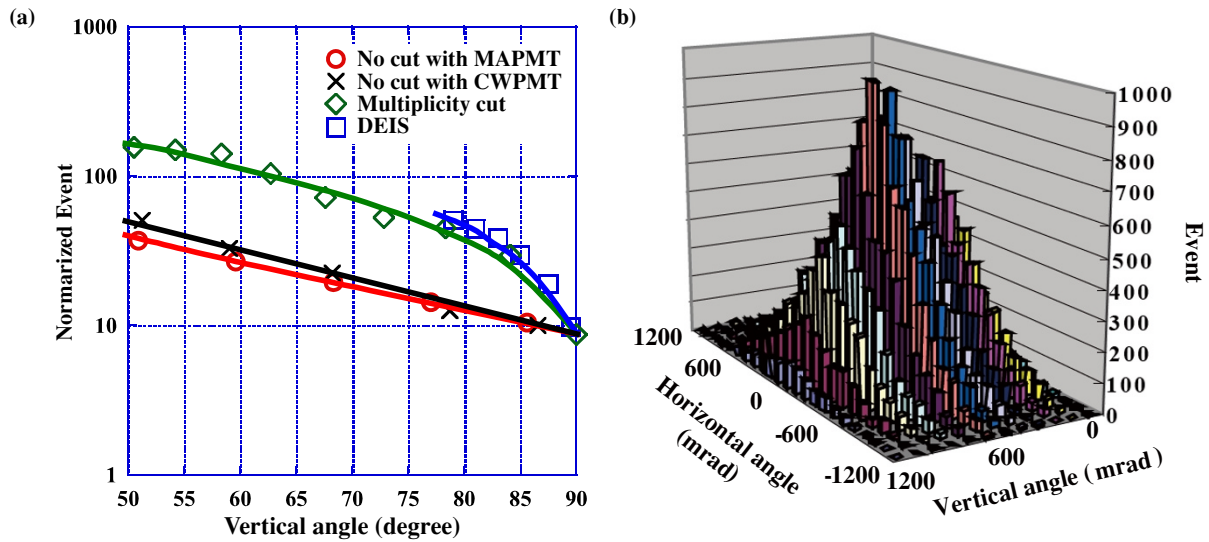 (a)
1000
100
10
1
Normarized Event
No cut with MAPMT
No cut with CWPMT
Multiplicity cut
DEIS
50 55 60 65 70 75 80 85 90
Vertical angle (degree)
(b)
1000
900
800
700
600
500
400
300
200
100
0
Event
1200
600
0
-600
-1200
Horizontal angle
(mrad)
1200
600
0
Vertical angle (mrad)